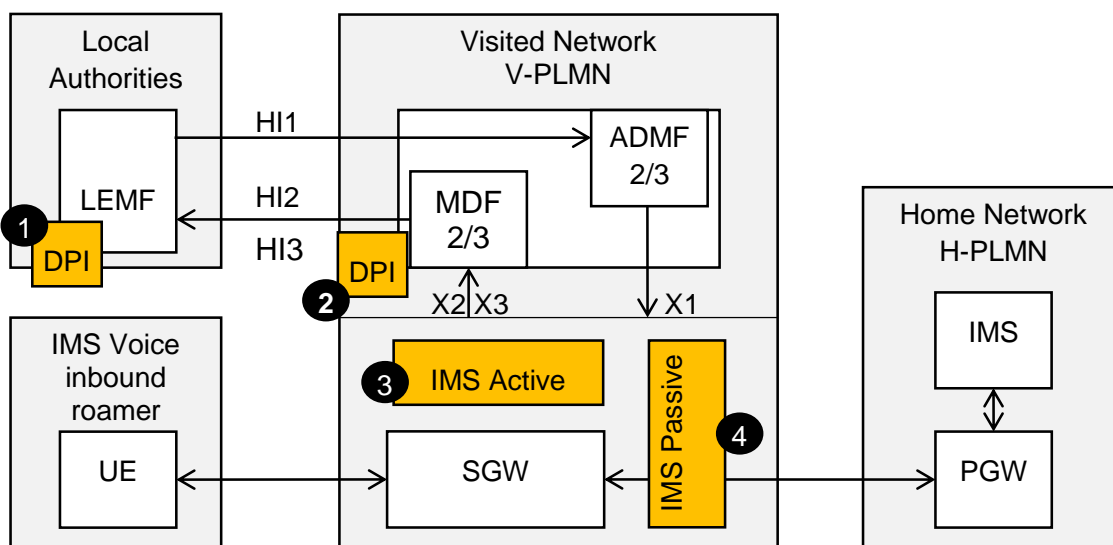 Local
Authorities
HI1
LEMF
HI2
HI3
1
DPI
Visited Network
V-PLMN
ADMF
2/3
MDF
2/3
DPI
2
X2 X3
X1
Home Network
H-PLMN
IMS
PGW
IMS Voice
inbound
roamer
UE
3
IMS Active
SGW
IMS Passive
4